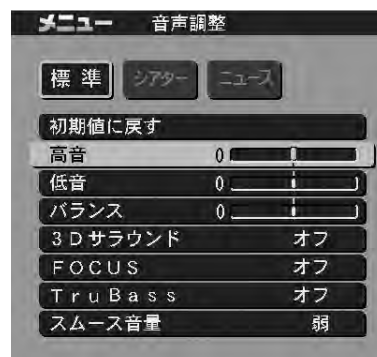 メニュー 音声調整
標準 シアター ニュース
初期値に戻す
高音 0
低音 0
バランス 0
3Dサラウンド オフ
FOCUS オフ
TruBass オフ
スムース音量 弱